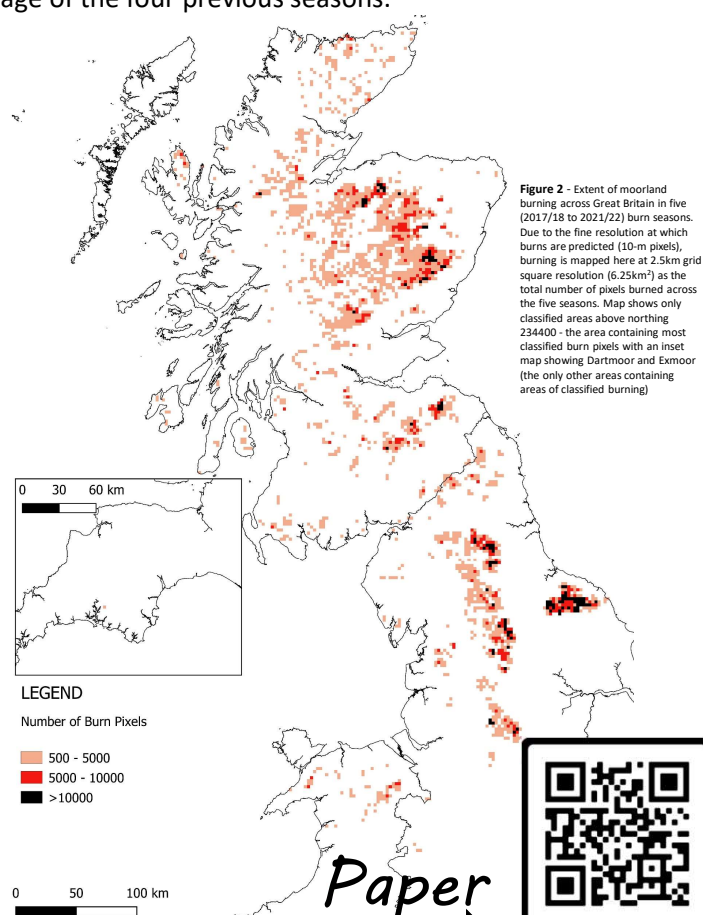 age of the four previous seasons.
Figure 2 - Extent of moorland
burning across Great Britain in five
(2017/18 to 2021/22) burn seasons.
Due to the fine resolution at which
burns are predicted (10-m pixels),
burning is mapped here at 2.5km grid
square resolution (6.25km²) as the
total number of pixels burned across
the five seasons. Map shows only
classified areas above northing
234400 - the area containing most
classified burn pixels with an inset
map showing Dartmoor and Exmoor
(the only other areas containing
areas of classified burning)
0 30 60 km
LEGEND
Number of Burn Pixels
500 - 5000
5000 - 10000
>10000
0 50 100 km
Paper